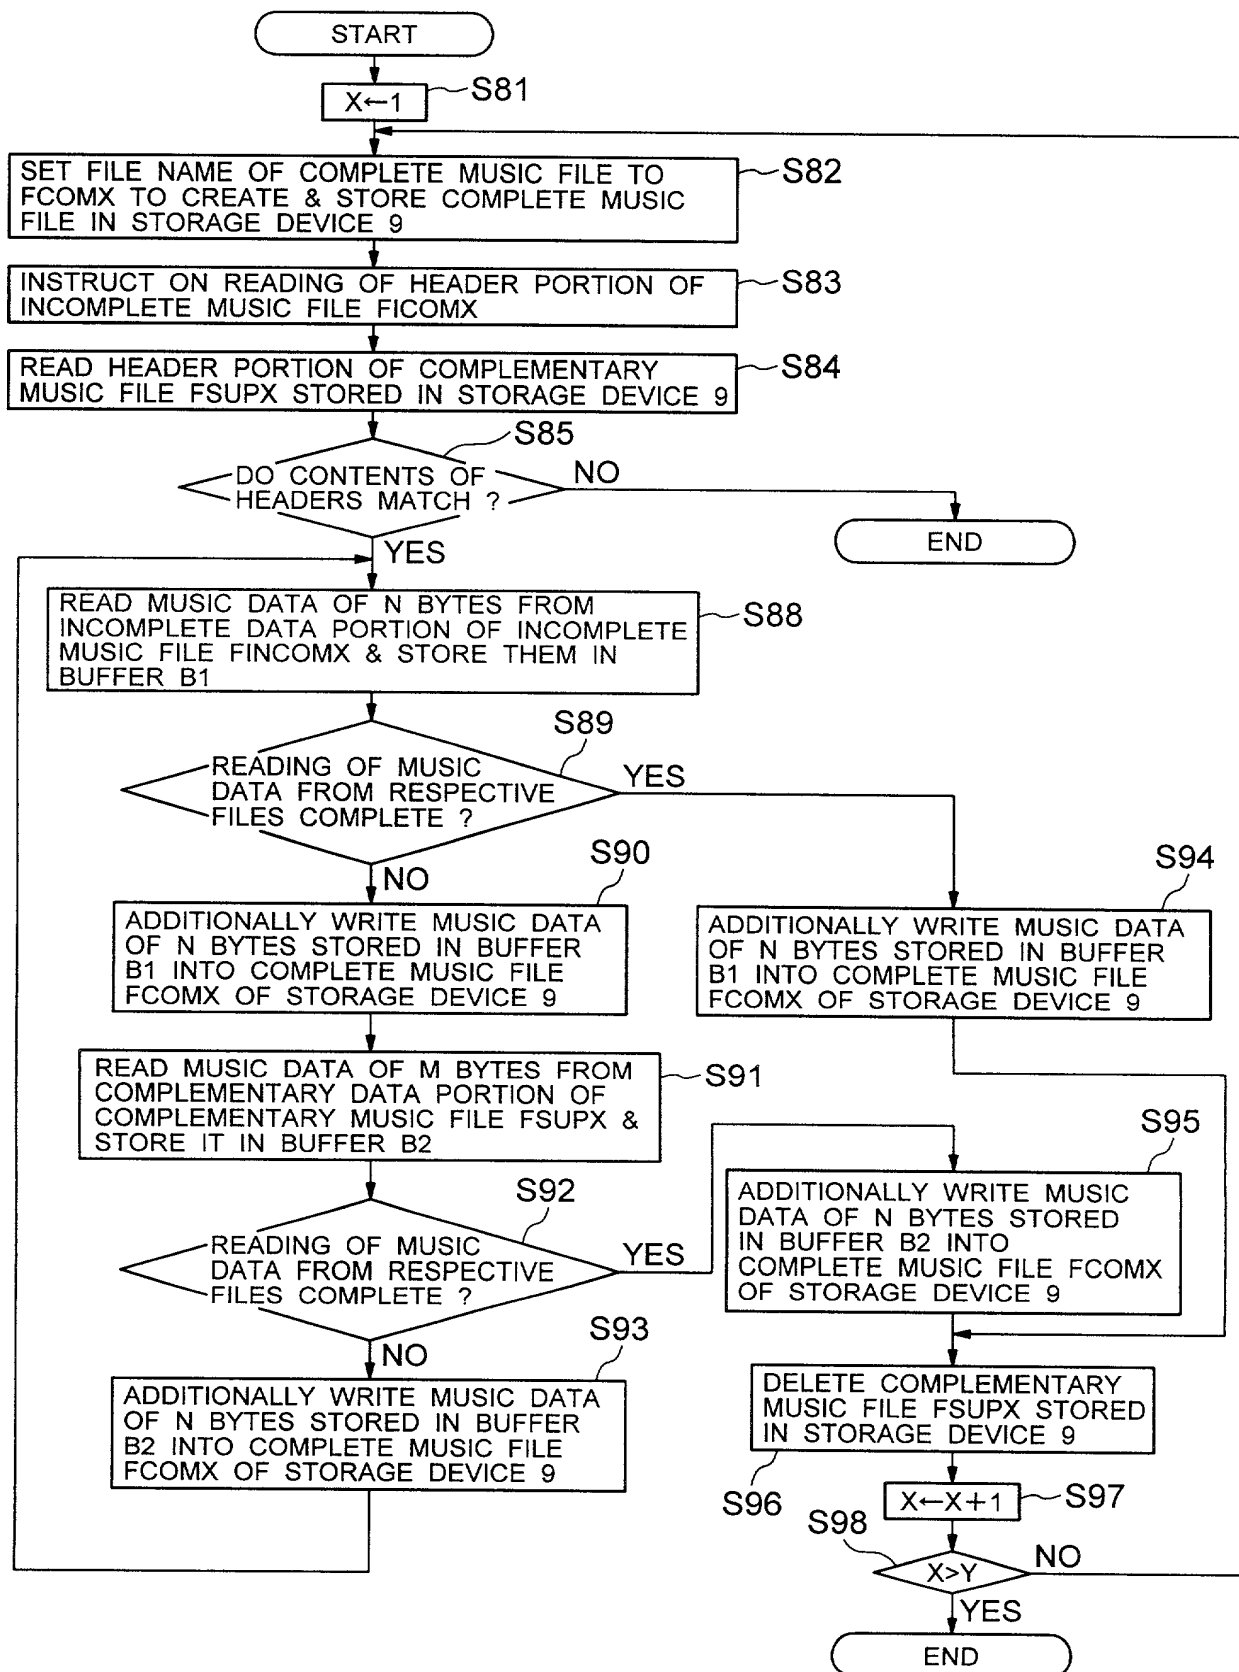 START
X←1
S81
SET FILE NAME OF COMPLETE MUSIC FILE TO
FCOMX TO CREATE & STORE COMPLETE MUSIC
FILE IN STORAGE DEVICE 9
S82
INSTRUCT ON READING OF HEADER PORTION OF
INCOMPLETE MUSIC FILE FICOMX
S83
READ HEADER PORTION OF COMPLEMENTARY
MUSIC FILE FSUPX STORED IN STORAGE DEVICE 9
S84
S85
DO CONTENTS OF
HEADERS MATCH ?
NO
END
YES
READ MUSIC DATA OF N BYTES FROM
INCOMPLETE DATA PORTION OF INCOMPLETE
MUSIC FILE FINCOMX & STORE THEM IN
BUFFER B1
S88
S89
READING OF MUSIC
DATA FROM RESPECTIVE
FILES COMPLETE ?
YES
NO
S90
ADDITIONALLY WRITE MUSIC DATA
OF N BYTES STORED IN BUFFER
B1 INTO COMPLETE MUSIC FILE
FCOMX OF STORAGE DEVICE 9
S94
ADDITIONALLY WRITE MUSIC DATA
OF N BYTES STORED IN BUFFER
B1 INTO COMPLETE MUSIC FILE
FCOMX OF STORAGE DEVICE 9
READ MUSIC DATA OF M BYTES FROM
COMPLEMENTARY DATA PORTION OF
COMPLEMENTARY MUSIC FILE FSUPX &
STORE IT IN BUFFER B2
S91
S92
READING OF MUSIC
DATA FROM RESPECTIVE
FILES COMPLETE ?
YES
NO
S95
ADDITIONALLY WRITE MUSIC
DATA OF N BYTES STORED
IN BUFFER B2 INTO
COMPLETE MUSIC FILE FCOMX
OF STORAGE DEVICE 9
S93
ADDITIONALLY WRITE MUSIC DATA
OF N BYTES STORED IN BUFFER
B2 INTO COMPLETE MUSIC FILE
FCOMX OF STORAGE DEVICE 9
DELETE COMPLEMENTARY
MUSIC FILE FSUPX STORED
IN STORAGE DEVICE 9
S96
X←X+1
S97
S98
X>Y
NO
YES
END